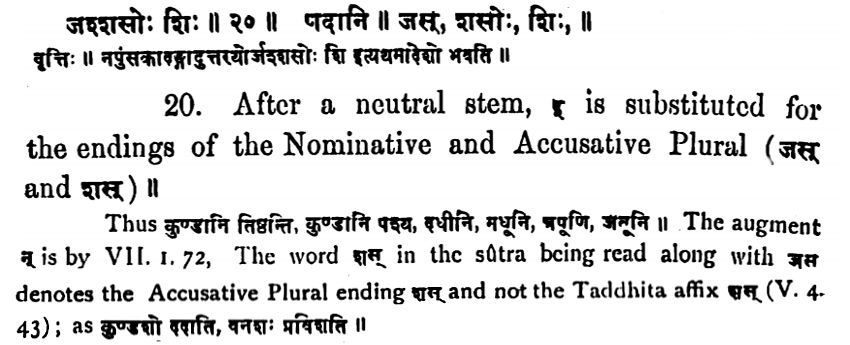 जश्शसोः शिः ॥ २० ॥ पदानि ॥ जस्, शसोः, शिः, ॥
वृत्तिः ॥ नपुंसकादङ्गादुत्तरयोर्जश्शसोः शि इत्ययमादेशो भवति ॥
20. After a neutral stem, इ is substituted for
the endings of the Nominative and Accusative Plural (जस्
and शस्) ॥
Thus कुण्डानि तिष्ठन्ति, कुण्डानि पश्य, दधीनि, मधूनि, त्रपूणि, जतूनि ॥ The augment
न् is by VII. 1. 72, The word शस् in the sûtra being read along with जस
denotes the Accusative Plural ending शस् and not the Taddhita affix शस् (V. 4.
43); as कुण्डशो ददाति, वनशः प्रविशति ॥